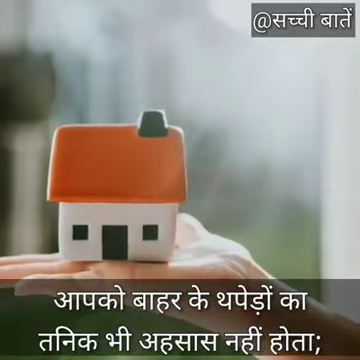 @सच्ची बातें
आपको बाहर के थपेड़ों का
तनिक भी अहसास नहीं होता;